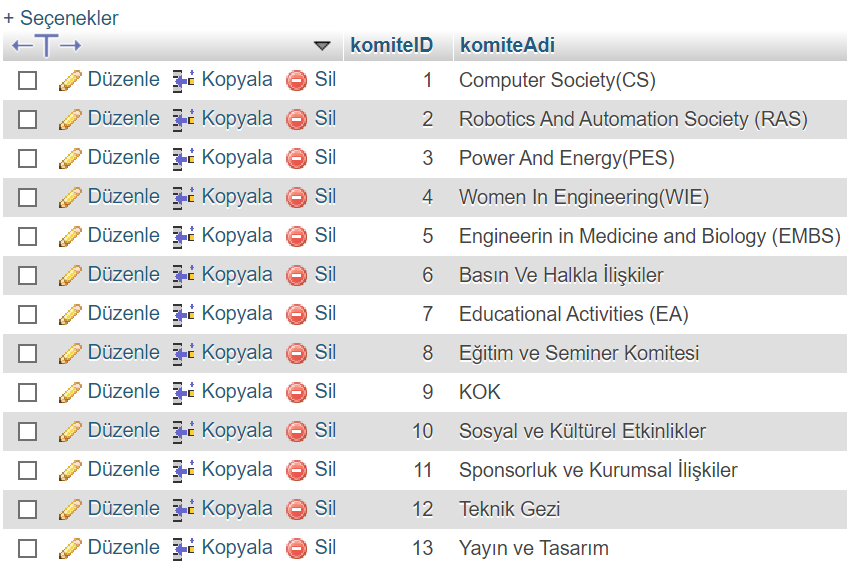 + Seçenekler
komiteID komiteAdi
Düzenle Kopyala Sil 1 Computer Society(CS)
Düzenle Kopyala Sil 2 Robotics And Automation Society (RAS)
Düzenle Kopyala Sil 3 Power And Energy(PES)
Düzenle Kopyala Sil 4 Women In Engineering(WIE)
Düzenle Kopyala Sil 5 Engineerin in Medicine and Biology (EMBS)
Düzenle Kopyala Sil 6 Basın Ve Halkla İlişkiler
Düzenle Kopyala Sil 7 Educational Activities (EA)
Düzenle Kopyala Sil 8 Eğitim ve Seminer Komitesi
Düzenle Kopyala Sil 9 KOK
Düzenle Kopyala Sil 10 Sosyal ve Kültürel Etkinlikler
Düzenle Kopyala Sil 11 Sponsorluk ve Kurumsal İlişkiler
Düzenle Kopyala Sil 12 Teknik Gezi
Düzenle Kopyala Sil 13 Yayın ve Tasarım